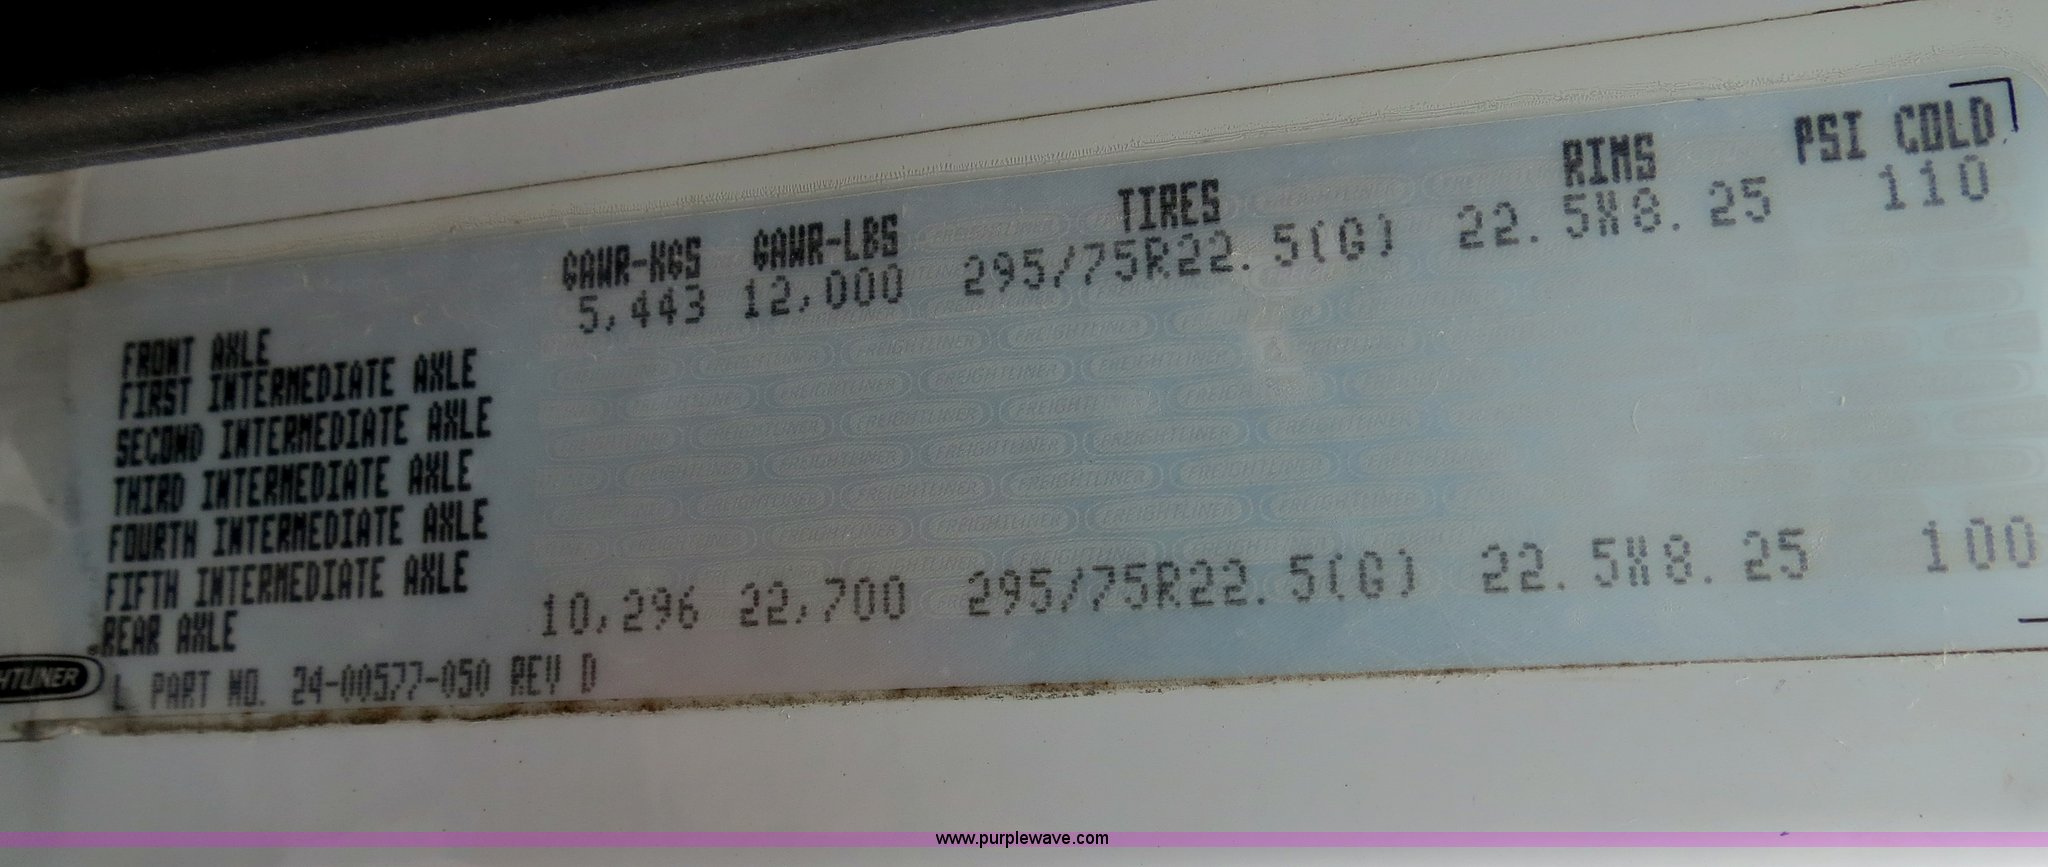 GAWR-KGS GAWR-LBS TIRES RIMS PSI COLD
FRONT AXLE 5,443 12,000 295/75R22.5(G) 22.5X8.25 110
FIRST INTERMEDIATE AXLE
SECOND INTERMEDIATE AXLE
THIRD INTERMEDIATE AXLE
FOURTH INTERMEDIATE AXLE
FIFTH INTERMEDIATE AXLE
REAR AXLE 10,296 22,700 295/75R22.5(G) 22.5X8.25 100
HTLINER L PART NO. 24-00577-050 REV D
www.purplewave.com